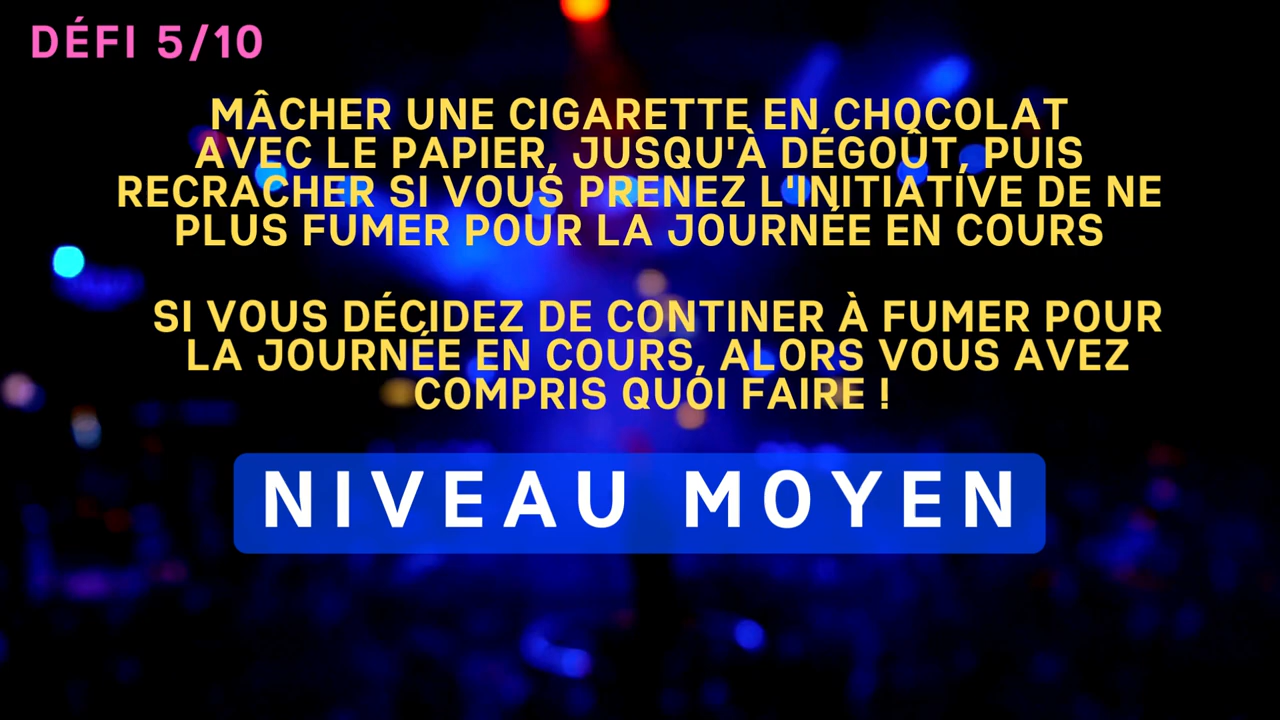 DÉFI 5/10
MÂCHER UNE CIGARETTE EN CHOCOLAT
AVEC LE PAPIER, JUSQU'À DÉGOÛT, PUIS
RECRACHER SI VOUS PRENEZ L'INITIATIVE DE NE
PLUS FUMER POUR LA JOURNÉE EN COURS
SI VOUS DÉCIDEZ DE CONTINER À FUMER POUR
LA JOURNÉE EN COURS, ALORS VOUS AVEZ
COMPRIS QUOI FAIRE !
NIVEAU MOYEN